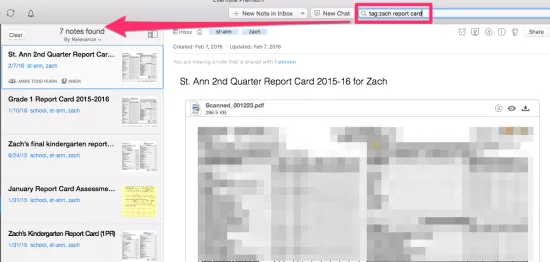 Evernote Premium
+ New Note in Inbox
New Chat
tag:zach report card
Clear
7 notes found
By Relevance
Inbox
st-ann
zach
Share
Created: Feb 7, 2016 Updated: Feb 7, 2016
You are viewing a note that is shared with 1 person
St. Ann 2nd Quarter Report Card 2015-16 for Zach
Scanned_001223.pdf
286.5 KB
St. Ann 2nd Quarter Report Car...
2/7/16 st-ann, zach
JAMIE TODD RUBIN
INBOX
Grade 1 Report Card 2015-2016
1/10/16 school, st-ann, zach
Zach's final kindergarten report...
6/24/15 school, st-ann, zach
January Report Card Assessme...
1/31/15 school, st-ann, zach
Zach's Kindergarten Report Card (1PR)
1/31/15 school, st-ann, zach